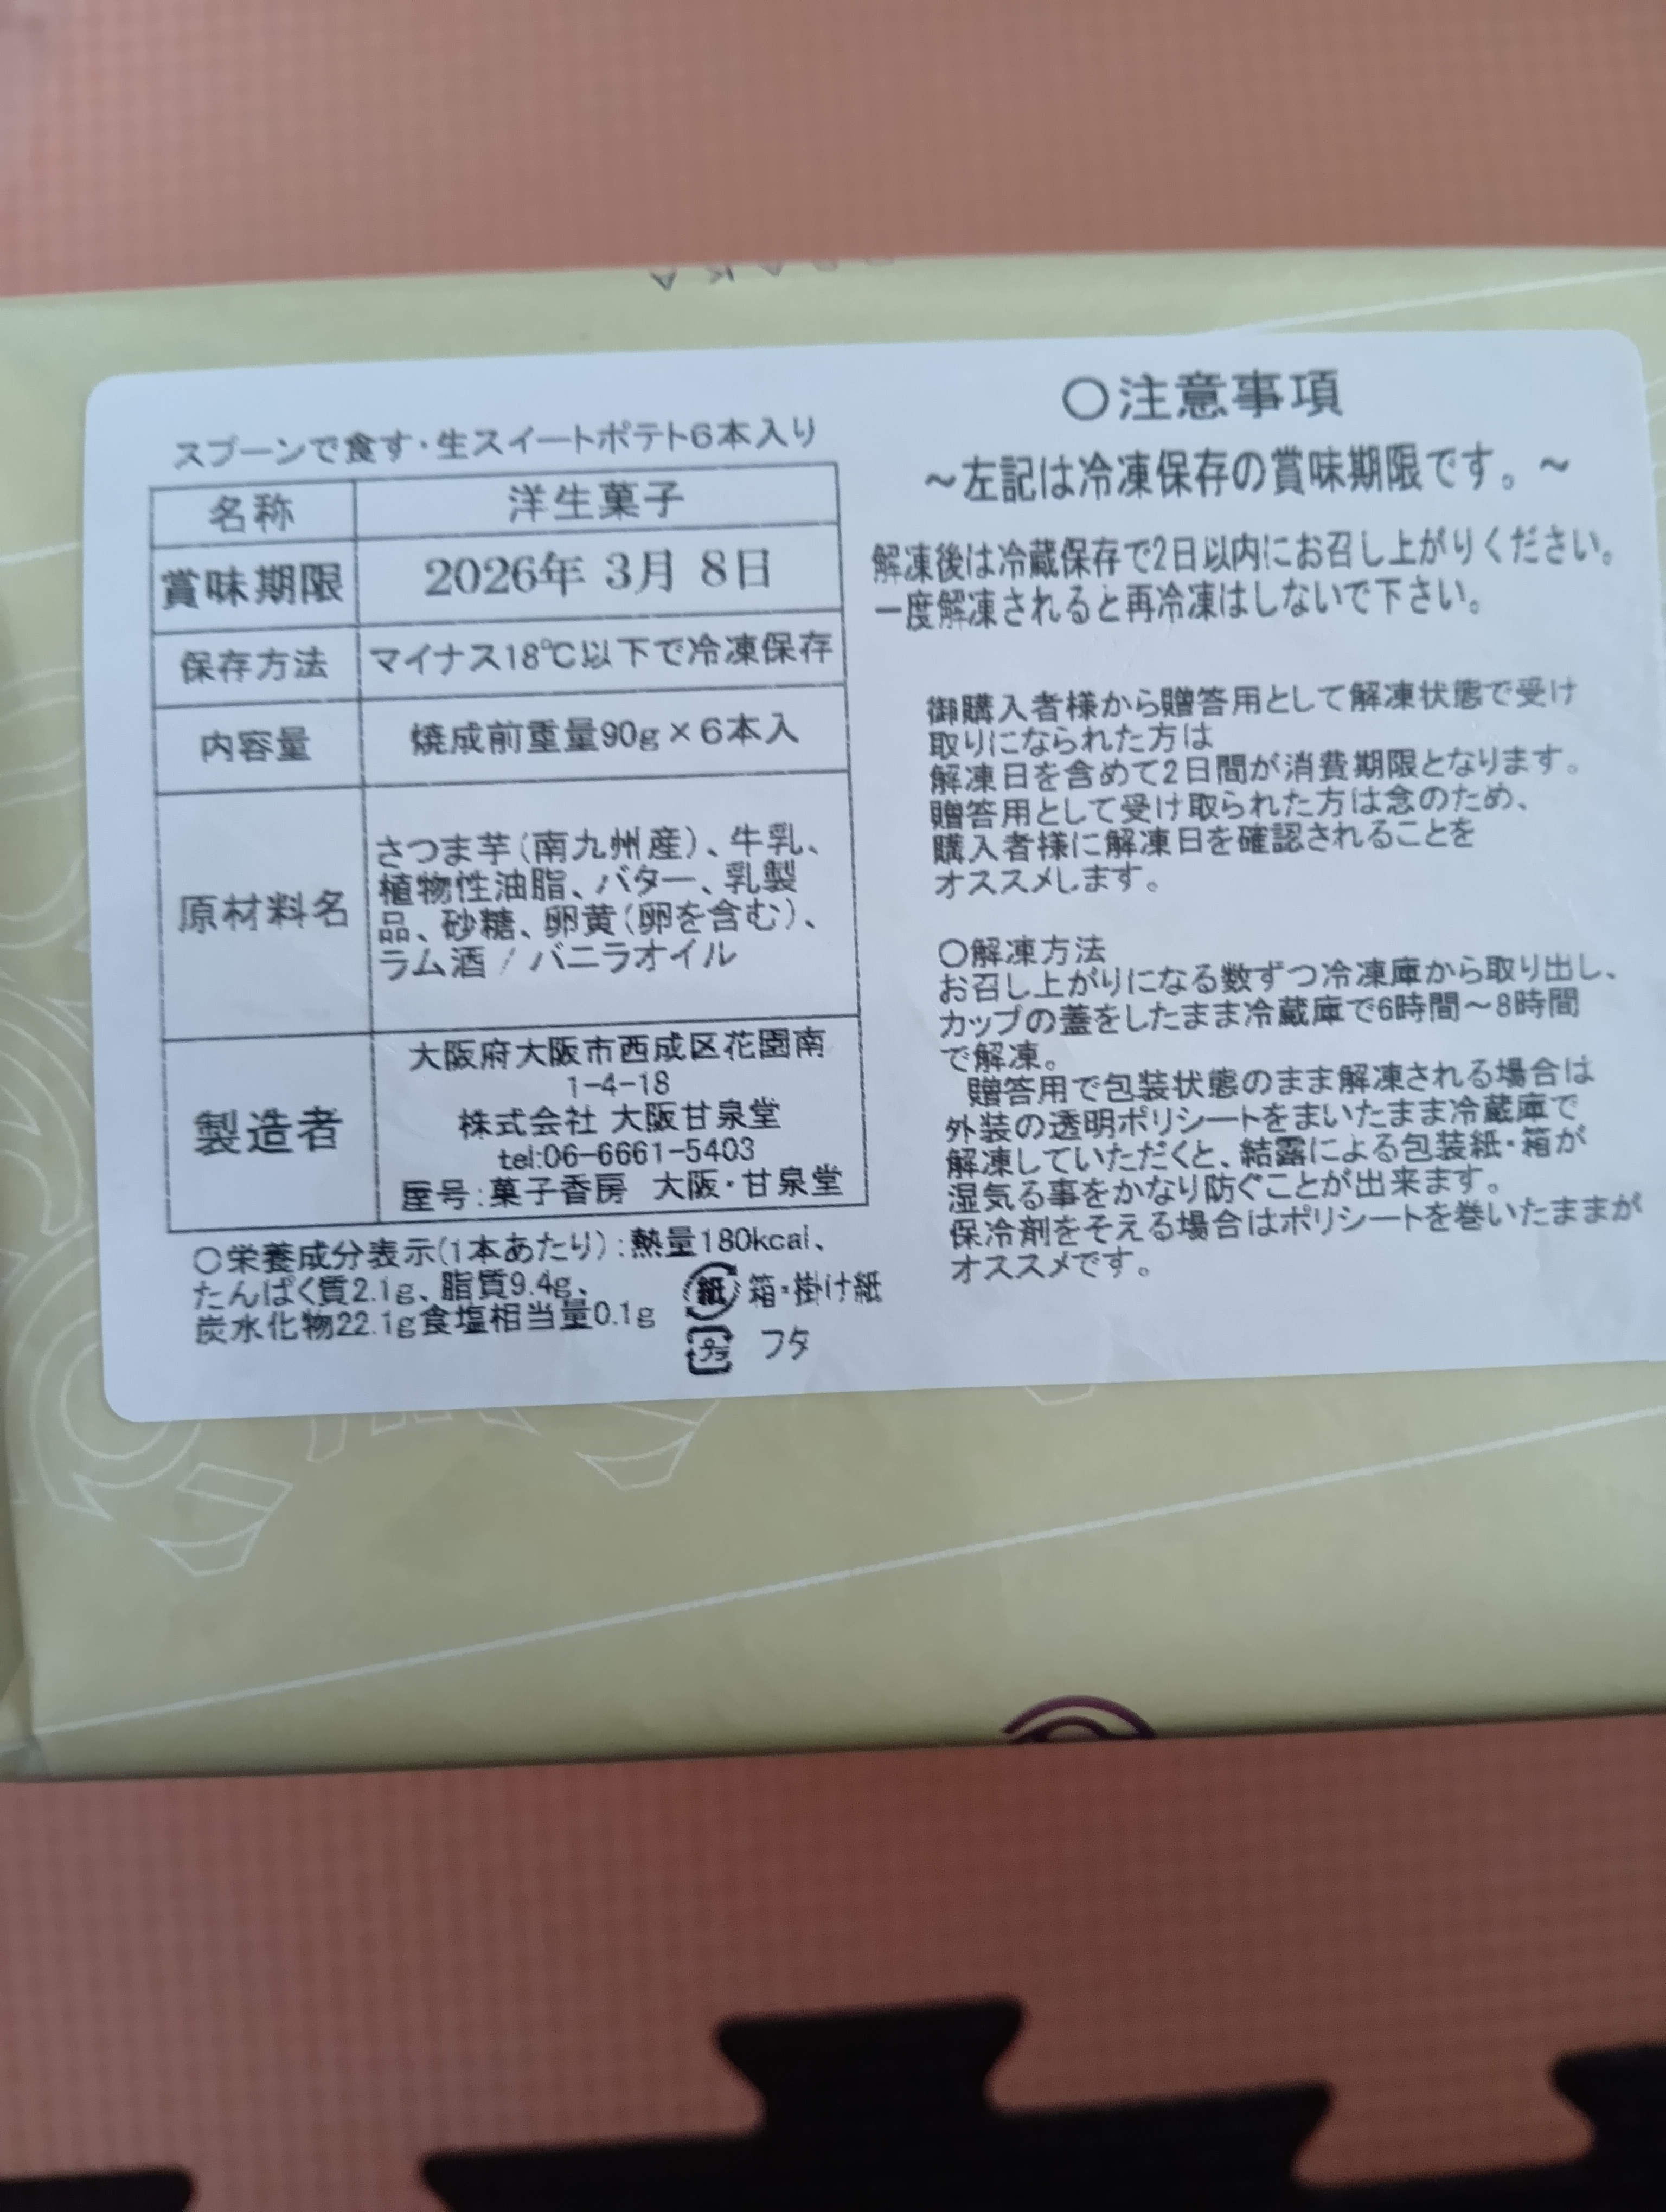 スプーンで食す・生スイートポテト6本入り
名称 洋生菓子
賞味期限 2026年 3月 8日
保存方法 マイナス18℃以下で冷凍保存
内容量 焼成前重量90g×6本入
原材料名
さつま芋(南九州産)、牛乳、
植物性油脂、バター、乳製
品、砂糖、卵黄(卵を含む)、
ラム酒 / バニラオイル
製造者
大阪府大阪市西成区花園南
1-4-18
株式会社 大阪甘泉堂
tel:06-6661-5403
屋号:菓子香房 大阪・甘泉堂
〇栄養成分表示(1本あたり):熱量180kcal、
たんぱく質2.1g、脂質9.4g、
炭水化物22.1g食塩相当量0.1g
紙 箱・掛け紙
プラ フタ
〇注意事項
～左記は冷凍保存の賞味期限です。～
解凍後は冷蔵保存で2日以内にお召し上がりください。
一度解凍されると再冷凍はしないで下さい。
御購入者様から贈答用として解凍状態で受け
取りになられた方は
解凍日を含めて2日間が消費期限となります。
贈答用として受け取られた方は念のため、
購入者様に解凍日を確認されることを
オススメします。
〇解凍方法
お召し上がりになる数ずつ冷凍庫から取り出し、
カップの蓋をしたまま冷蔵庫で6時間～8時間
で解凍。
贈答用で包装状態のまま解凍される場合は
外装の透明ポリシートをまいたまま冷蔵庫で
解凍していただくと、結露による包装紙・箱が
湿気る事をかなり防ぐことが出来ます。
保冷剤をそえる場合はポリシートを巻いたままが
オススメです。